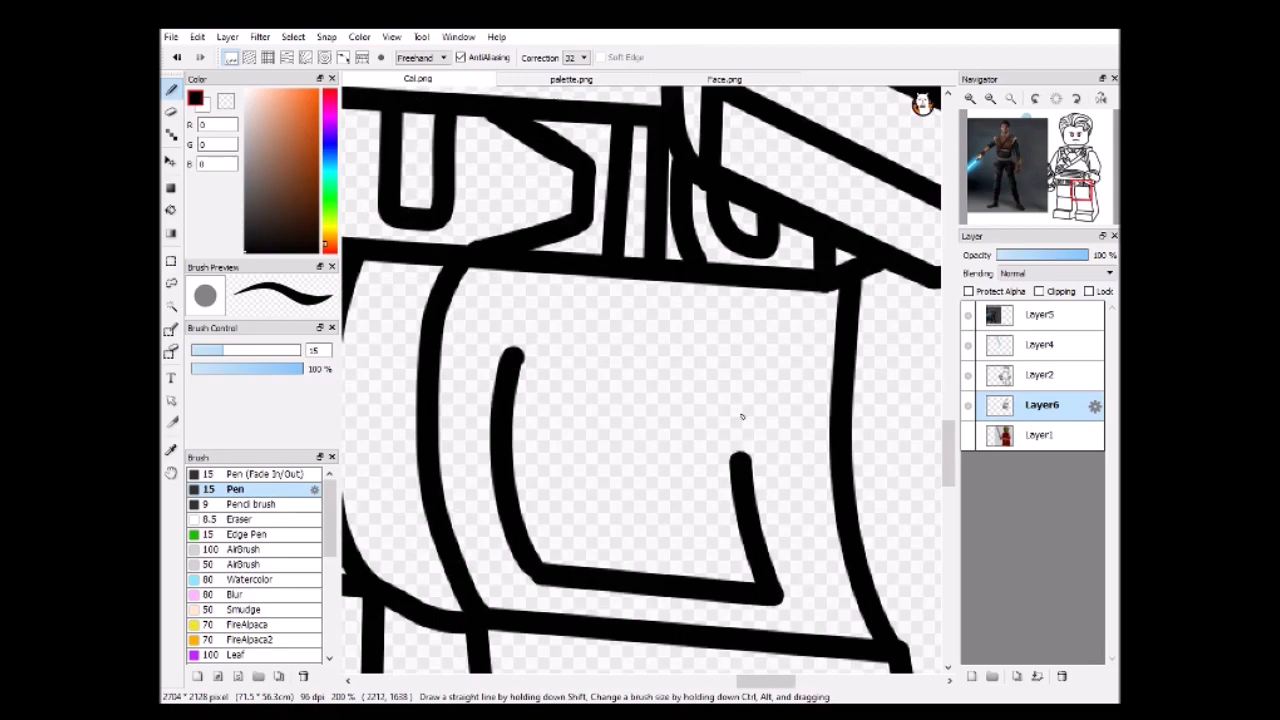 File Edit Layer Filter Select Snap Color View Tool Window Help
Freehand AntiAliasing Correction 32 Soft Edge
Color
Cal.png palette.png Face.png
Navigator
R 0
G 0
B 0
Layer
Opacity 100 %
Blending Normal
Protect Alpha Clipping Lock
Brush Preview
Layer5
Brush Control
Layer4
15
100 %
Layer2
Layer6
Layer1
Brush
15 Pen (Fade In/Out)
15 Pen
9 Pencil brush
8.5 Eraser
15 Edge Pen
100 AirBrush
50 AirBrush
80 Watercolor
80 Blur
50 Smudge
70 FireAlpaca
70 FireAlpaca2
100 Leaf
2704 * 2128 pixel (71.5 * 56.3cm) 96 dpi 200 % ( 2212, 1638 ) Draw a straight line by holding down Shift, Change a brush size by holding down Ctrl, Alt, and dragging